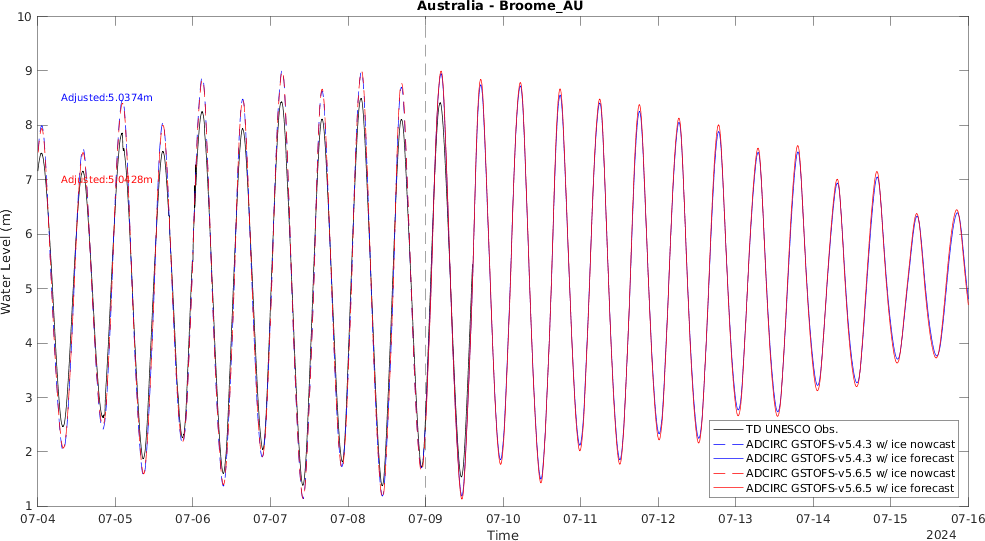 Australia - Broome_AU
10
9
8
7
6
5
4
3
2
1
Water Level (m)
Adjusted:5.0374m
Adjusted:5.0428m
TD UNESCO Obs.
ADCIRC GSTOFS-v5.4.3 w/ ice nowcast
ADCIRC GSTOFS-v5.4.3 w/ ice forecast
ADCIRC GSTOFS-v5.6.5 w/ ice nowcast
ADCIRC GSTOFS-v5.6.5 w/ ice forecast
07-04 07-05 07-06 07-07 07-08 07-09 07-10 07-11 07-12 07-13 07-14 07-15 07-16
Time
2024